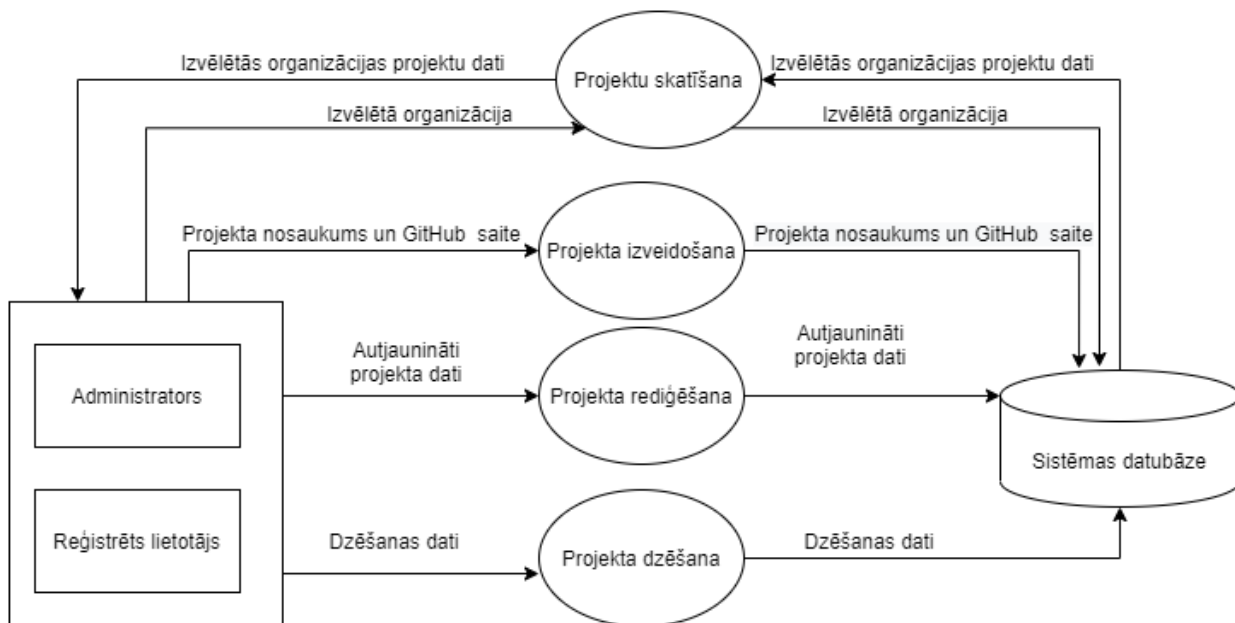 Izvēlētās organizācijas projektu dati
Projektu skatīšana
Izvēlētās organizācijas projektu dati
Izvēlētā organizācija
Izvēlētā organizācija
Projekta nosaukums un GitHub saite
Projekta izveidošana
Projekta nosaukums un GitHub saite
Autjaunināti
projekta dati
Projekta rediģēšana
Autjaunināti
projekta dati
Administrators
Sistēmas datubāze
Reģistrēts lietotājs
Dzēšanas dati
Projekta dzēšana
Dzēšanas dati